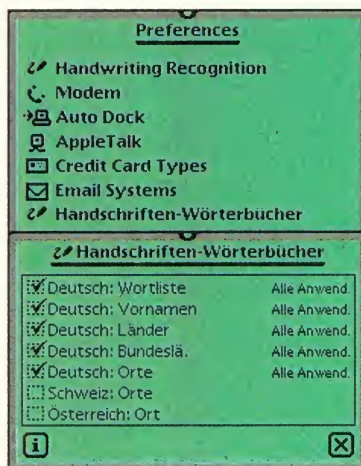 Preferences
Handwriting Recognition
Modem
Auto Dock
AppleTalk
Credit Card Types
Email Systems
Handschriften-Wörterbücher
Handschriften-Wörterbücher
Deutsch: Wortliste Alle Anwend.
Deutsch: Vornamen Alle Anwend.
Deutsch: Länder Alle Anwend.
Deutsch: Bundeslä. Alle Anwend.
Deutsch: Orte Alle Anwend.
Schweiz: Orte
Österreich: Ort
i